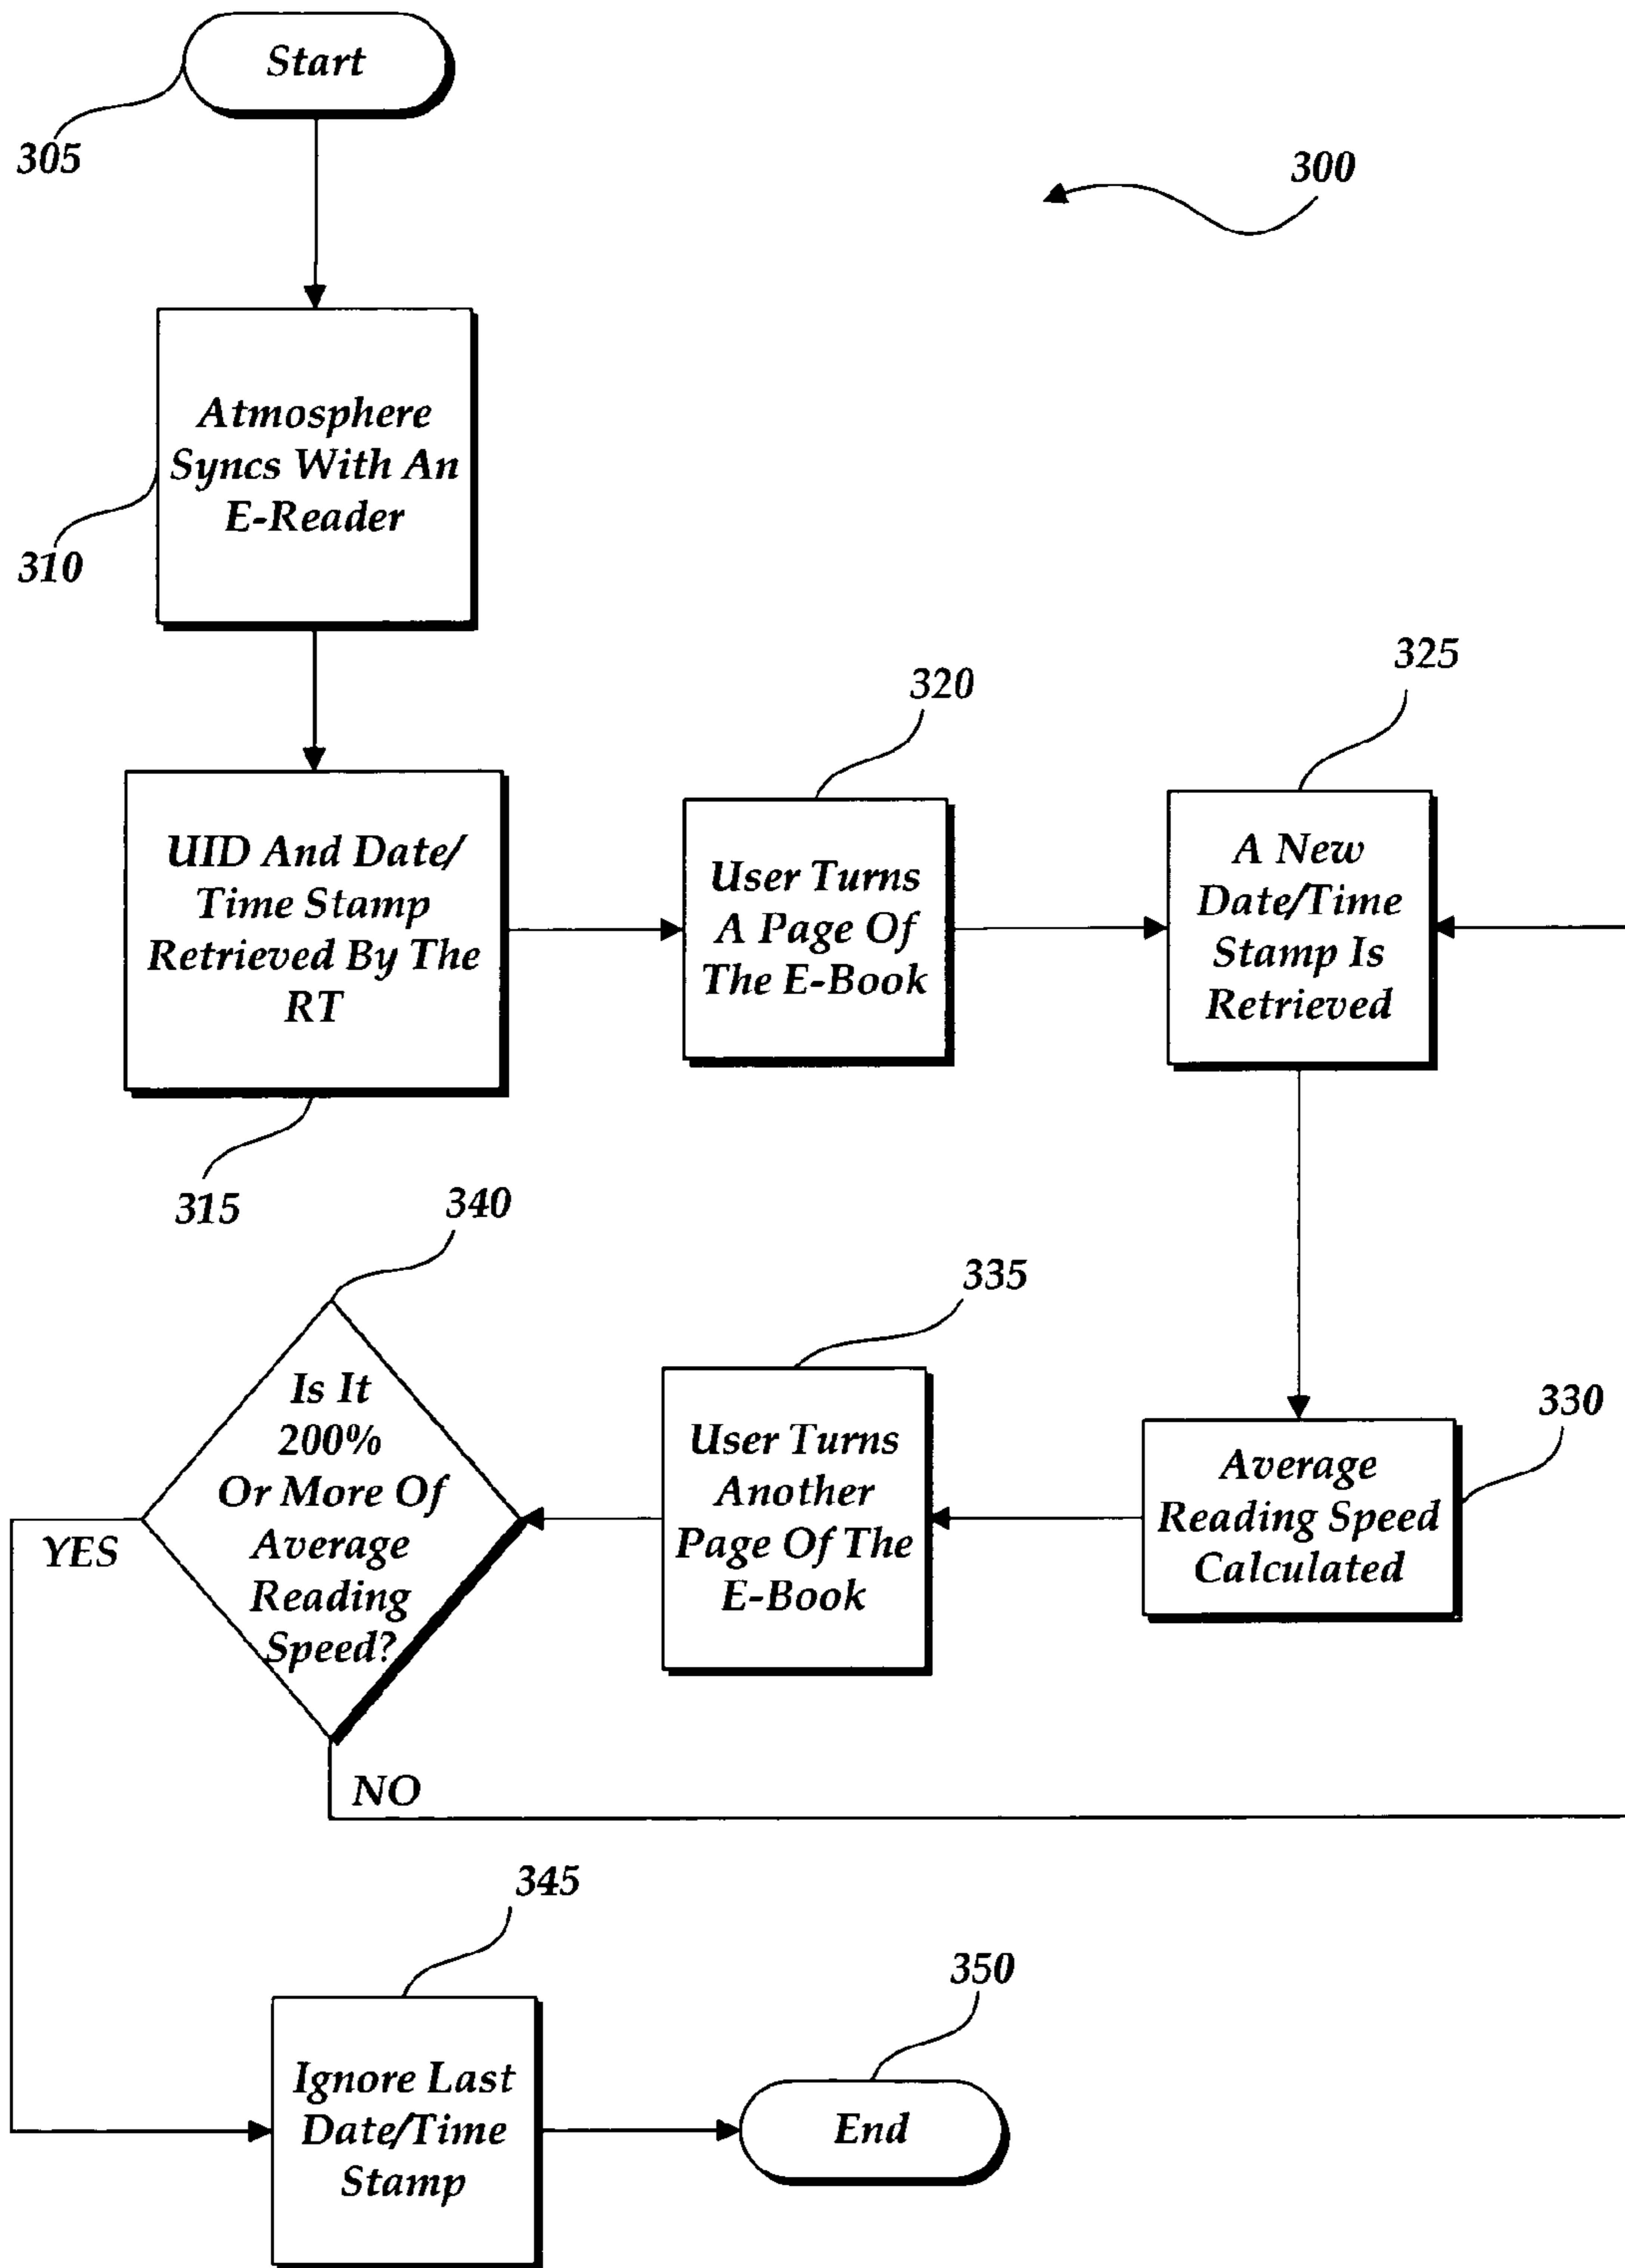 Start
305
300
Atmosphere
Syncs With An
E-Reader
310
UID And Date/
Time Stamp
Retrieved By The
RT
315
320
User Turns
A Page Of
The E-Book
325
A New
Date/Time
Stamp Is
Retrieved
330
Average
Reading Speed
Calculated
335
User Turns
Another
Page Of The
E-Book
340
Is It
200%
Or More Of
Average
Reading
Speed?
YES
NO
345
Ignore Last
Date/Time
Stamp
350
End